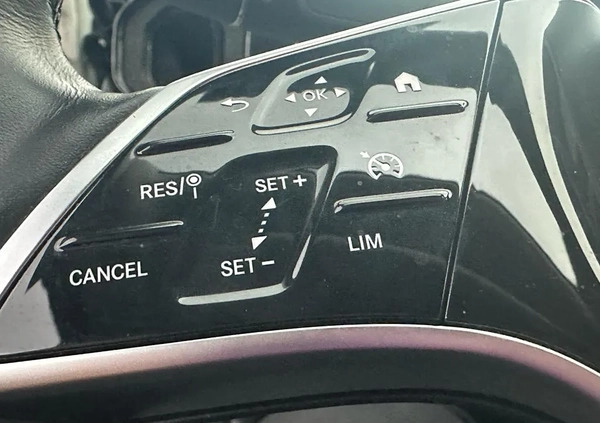 OK
RES/
SET +
CANCEL
SET -
LIM